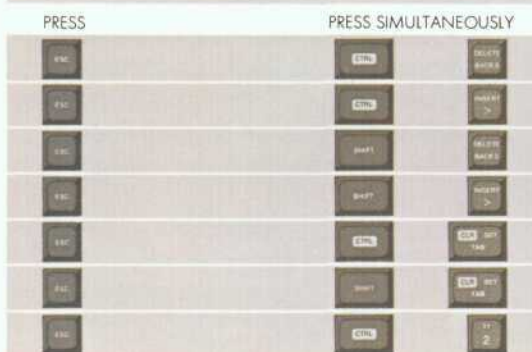 PRESS PRESS SIMULTANEOUSLY
ESC CTRL DELETE BACK S
ESC CTRL INSERT >
ESC SHIFT DELETE BACK S
ESC SHIFT INSERT >
ESC CTRL CLR SET TAB
ESC SHIFT CLR SET TAB
ESC CTRL 2